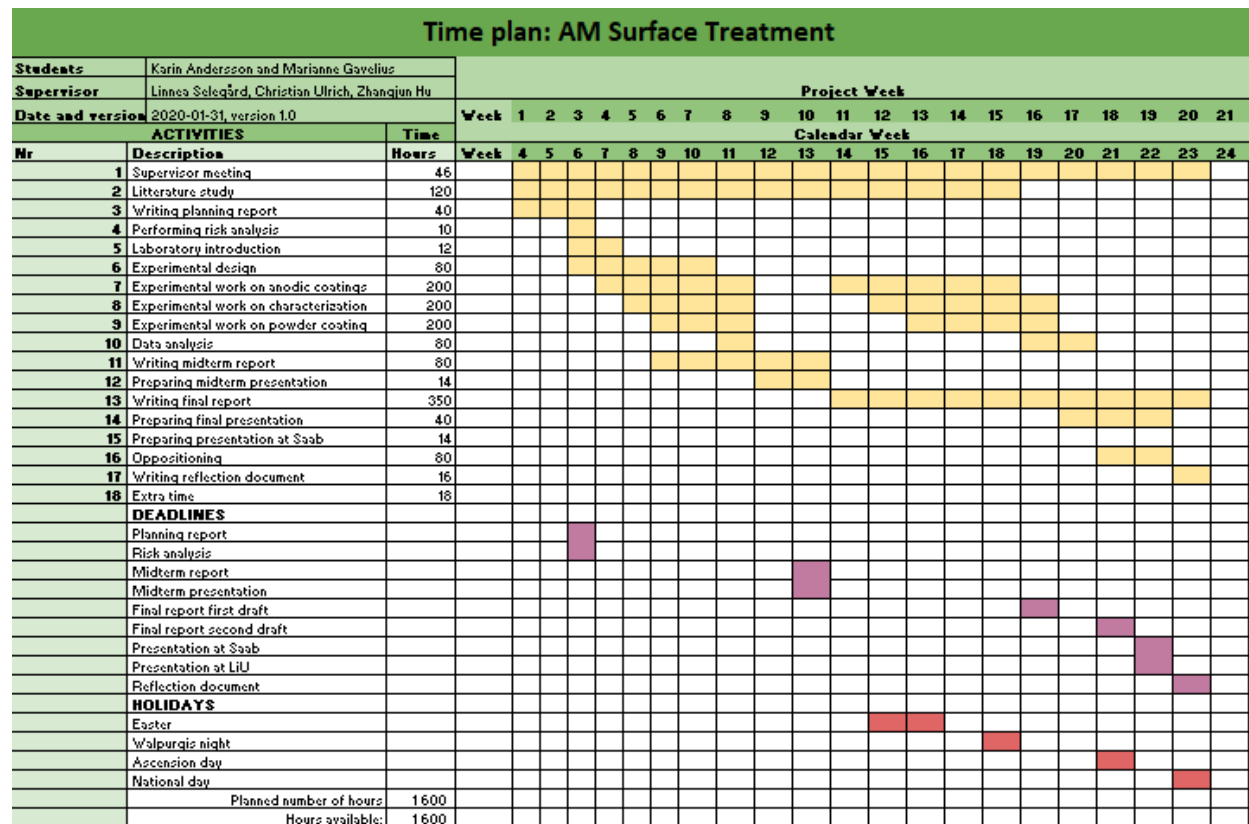 Time plan: AM Surface Treatment
Students Karin Andersson and Marianne Gavelius
Supervisor Linnea Selegård, Christian Ulrich, Zhangjun Hu Project Week
Date and version 2020-01-31, version 1.0 Week 1 2 3 4 5 6 7 8 9 10 11 12 13 14 15 16 17 18 19 20 21
ACTIVITIES Time Calendar Week
Nr Description Hours Week 4 5 6 7 8 9 10 11 12 13 14 15 16 17 18 19 20 21 22 23 24
1 Supervisor meeting 46
2 Litterature study 120
3 Writing planning report 40
4 Performing risk analysis 10
5 Laboratory introduction 12
6 Experimental design 80
7 Experimental work on anodic coatings 200
8 Experimental work on characterization 200
9 Experimental work on powder coating 200
10 Data analysis 80
11 Writing midterm report 80
12 Preparing midterm presentation 14
13 Writing final report 350
14 Preparing final presentation 40
15 Preparing presentation at Saab 14
16 Oppositioning 80
17 Writing reflection document 16
18 Extra time 18
DEADLINES
Planning report
Risk analysis
Midterm report
Midterm presentation
Final report first draft
Final report second draft
Presentation at Saab
Presentation at LiU
Reflection document
HOLIDAYS
Easter
Walpurgis night
Ascension day
National day
Planned number of hours 1600
Hours available: 1600